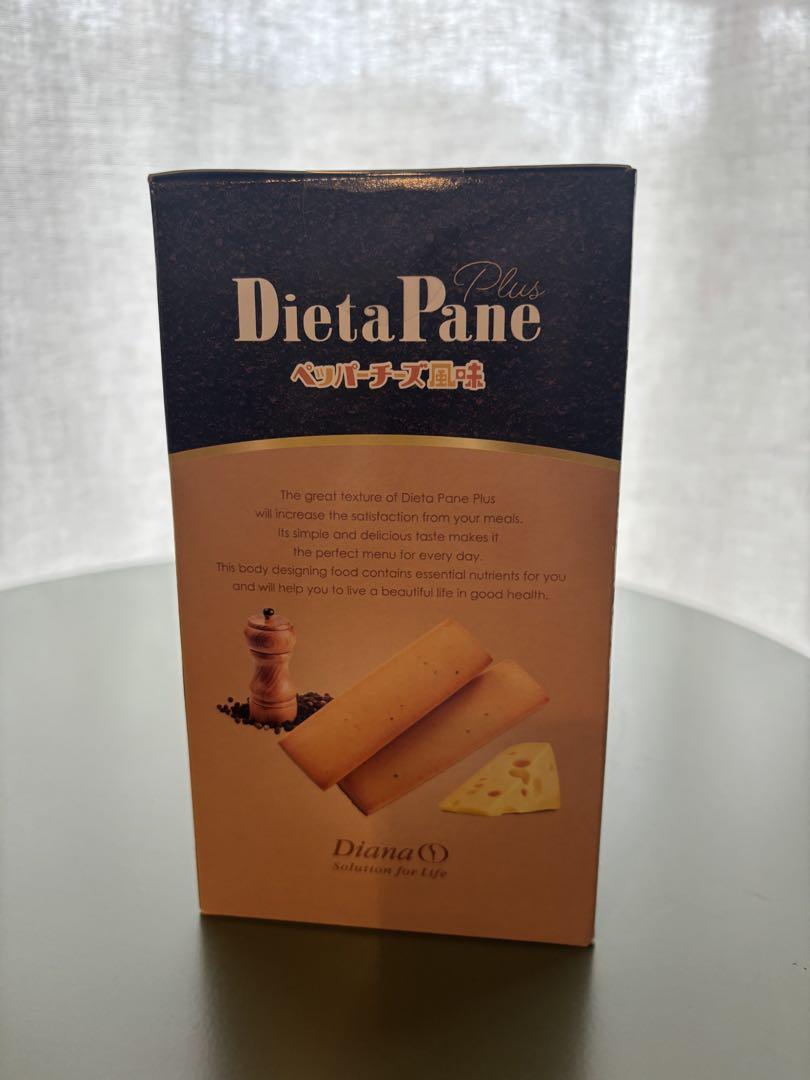 Plus
DietaPane
ペッパーチーズ風味
The great texture of Dieta Pane Plus
will increase the satisfaction from your meals.
Its simple and delicious taste makes it
the perfect menu for every day.
This body designing food contains essential nutrients for you
and will help you to live a beautiful life in good health.
Diana
Solution for Life